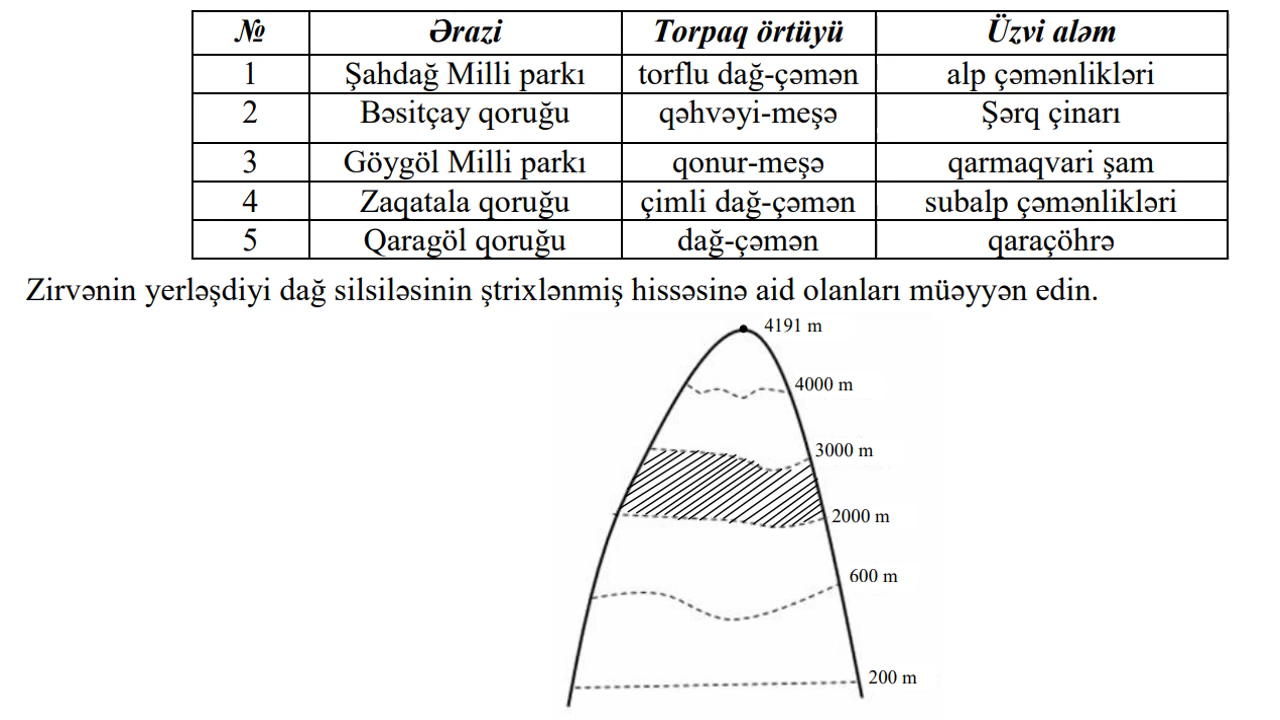 № Ərazi Torpaq örtüyü Üzvi aləm
1 Şahdağ Milli parkı torflu dağ-çəmən alp çəmənlikləri
2 Bəsitçay qoruğu qəhvəyi-meşə Şərq çinarı
3 Göygöl Milli parkı qonur-meşə qarmaqvari şam
4 Zaqatala qoruğu çimli dağ-çəmən subalp çəmənlikləri
5 Qaragöl qoruğu dağ-çəmən qaraçöhrə
Zirvənin yerləşdiyi dağ silsiləsinin ştrixlənmiş hissəsinə aid olanları müəyyən edin.
4191 m
4000 m
3000 m
2000 m
600 m
200 m